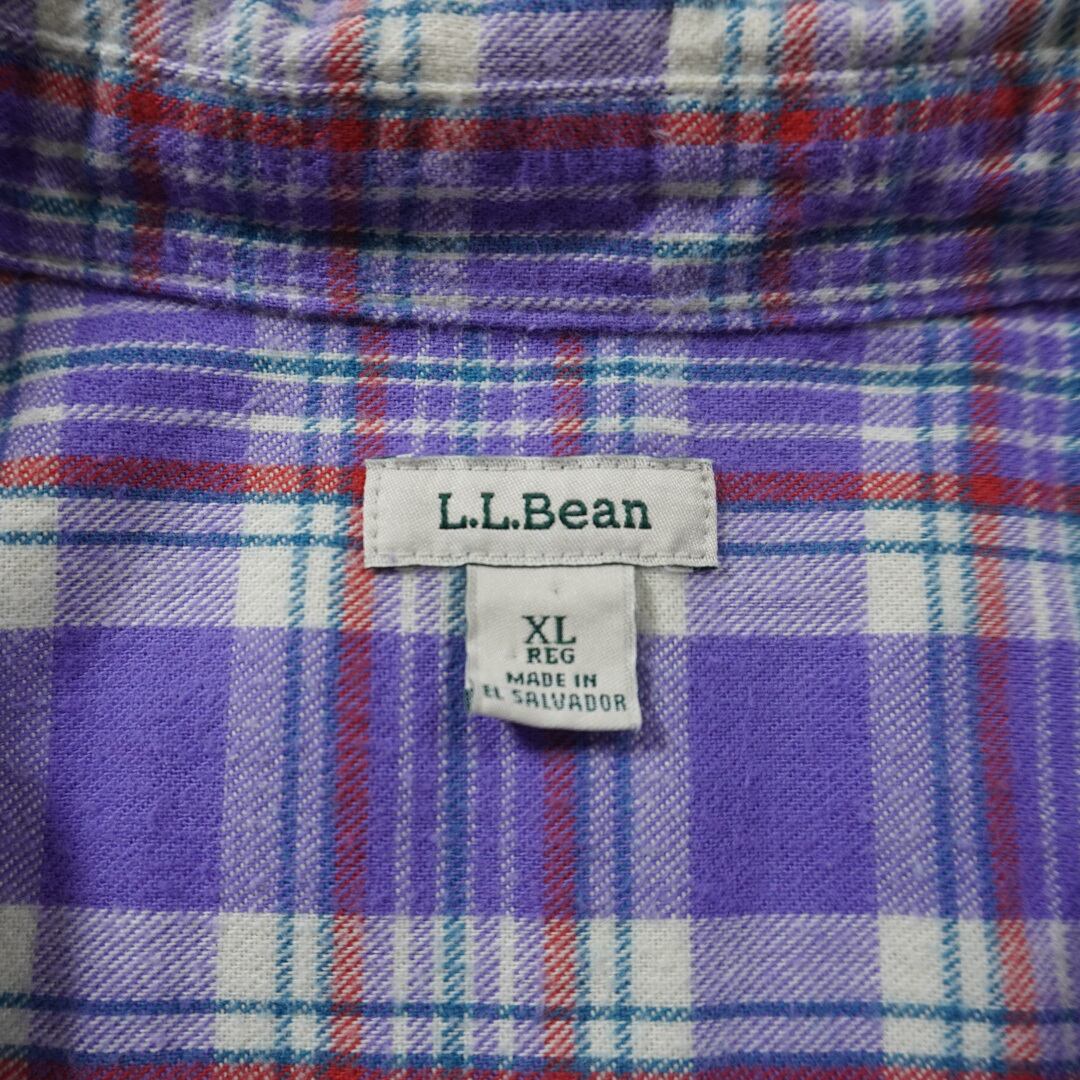 L.L.Bean
XL
REG
MADE IN
EL SALVADOR